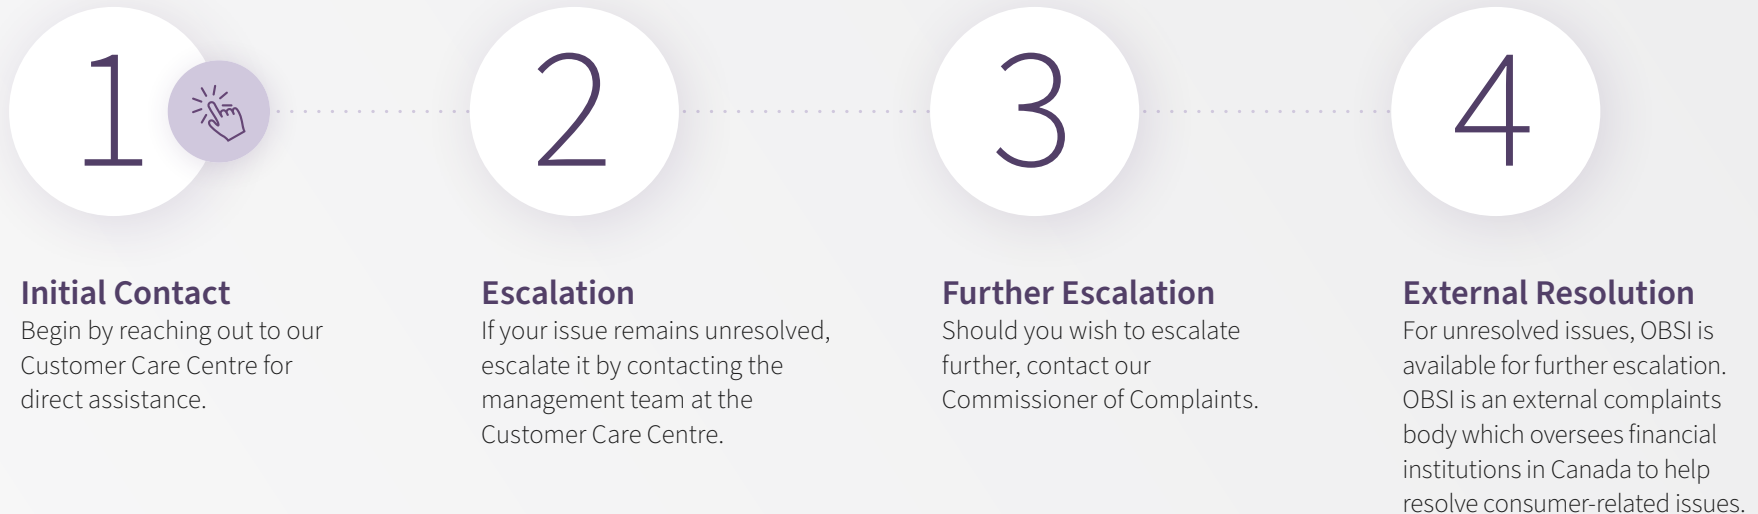 1
2
3
4
Initial Contact
Begin by reaching out to our
Customer Care Centre for
direct assistance.
Escalation
If your issue remains unresolved,
escalate it by contacting the
management team at the
Customer Care Centre.
Further Escalation
Should you wish to escalate
further, contact our
Commissioner of Complaints.
External Resolution
For unresolved issues, OBSI is
available for further escalation.
OBSI is an external complaints
body which oversees financial
institutions in Canada to help
resolve consumer-related issues.